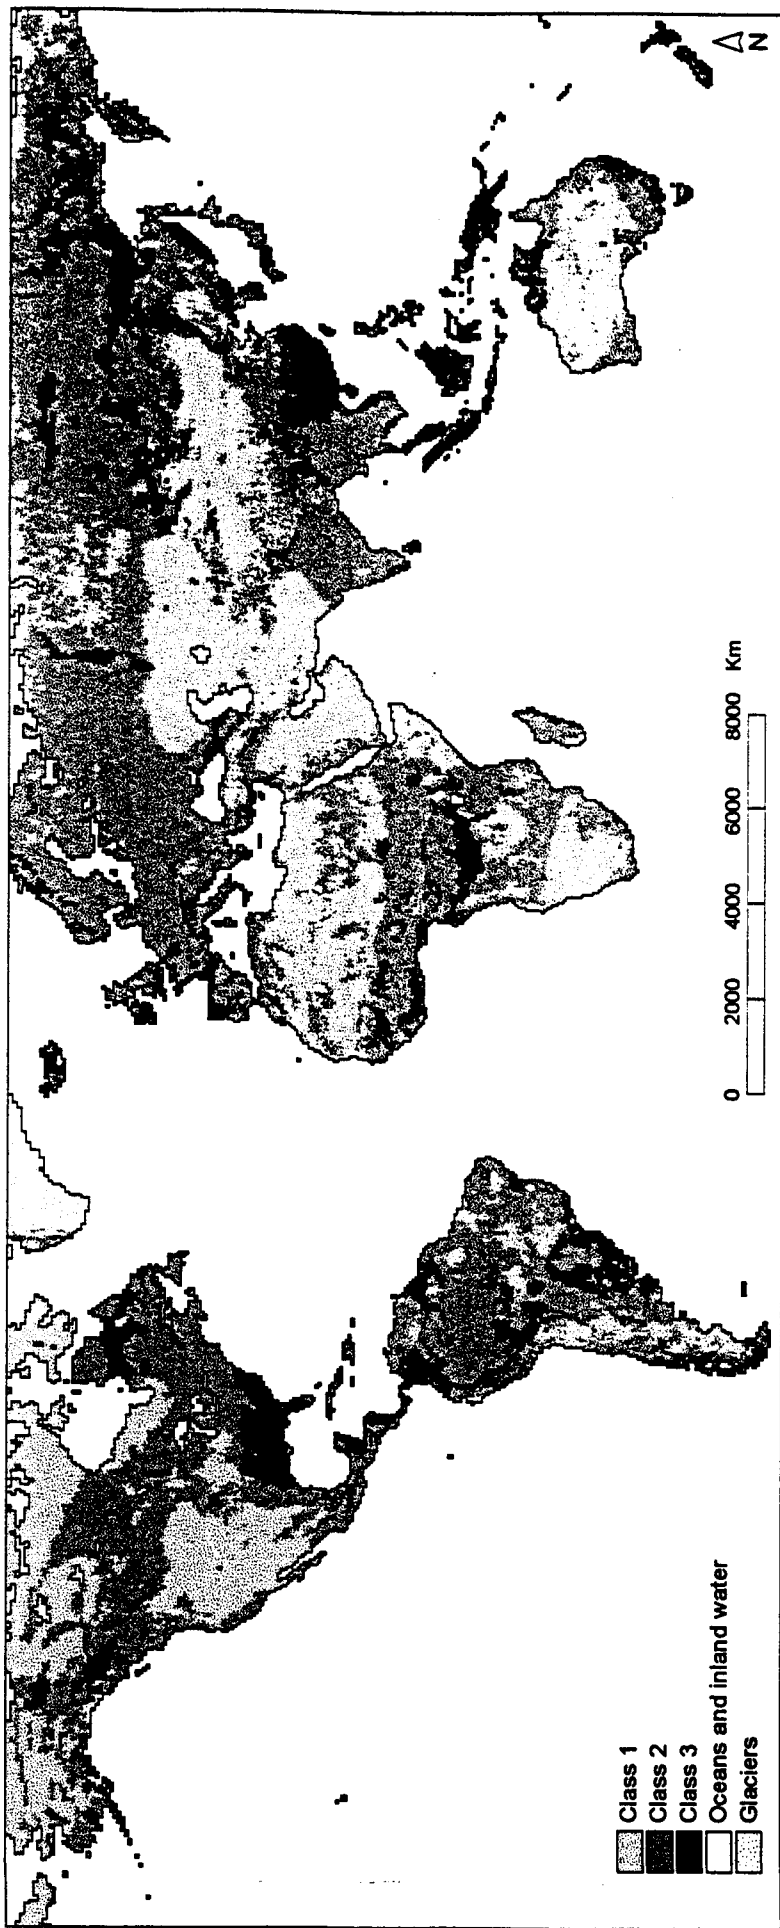 Class 1
Class 2
Class 3
Oceans and inland water
Glaciers
0 2000 4000 6000 8000 Km
N